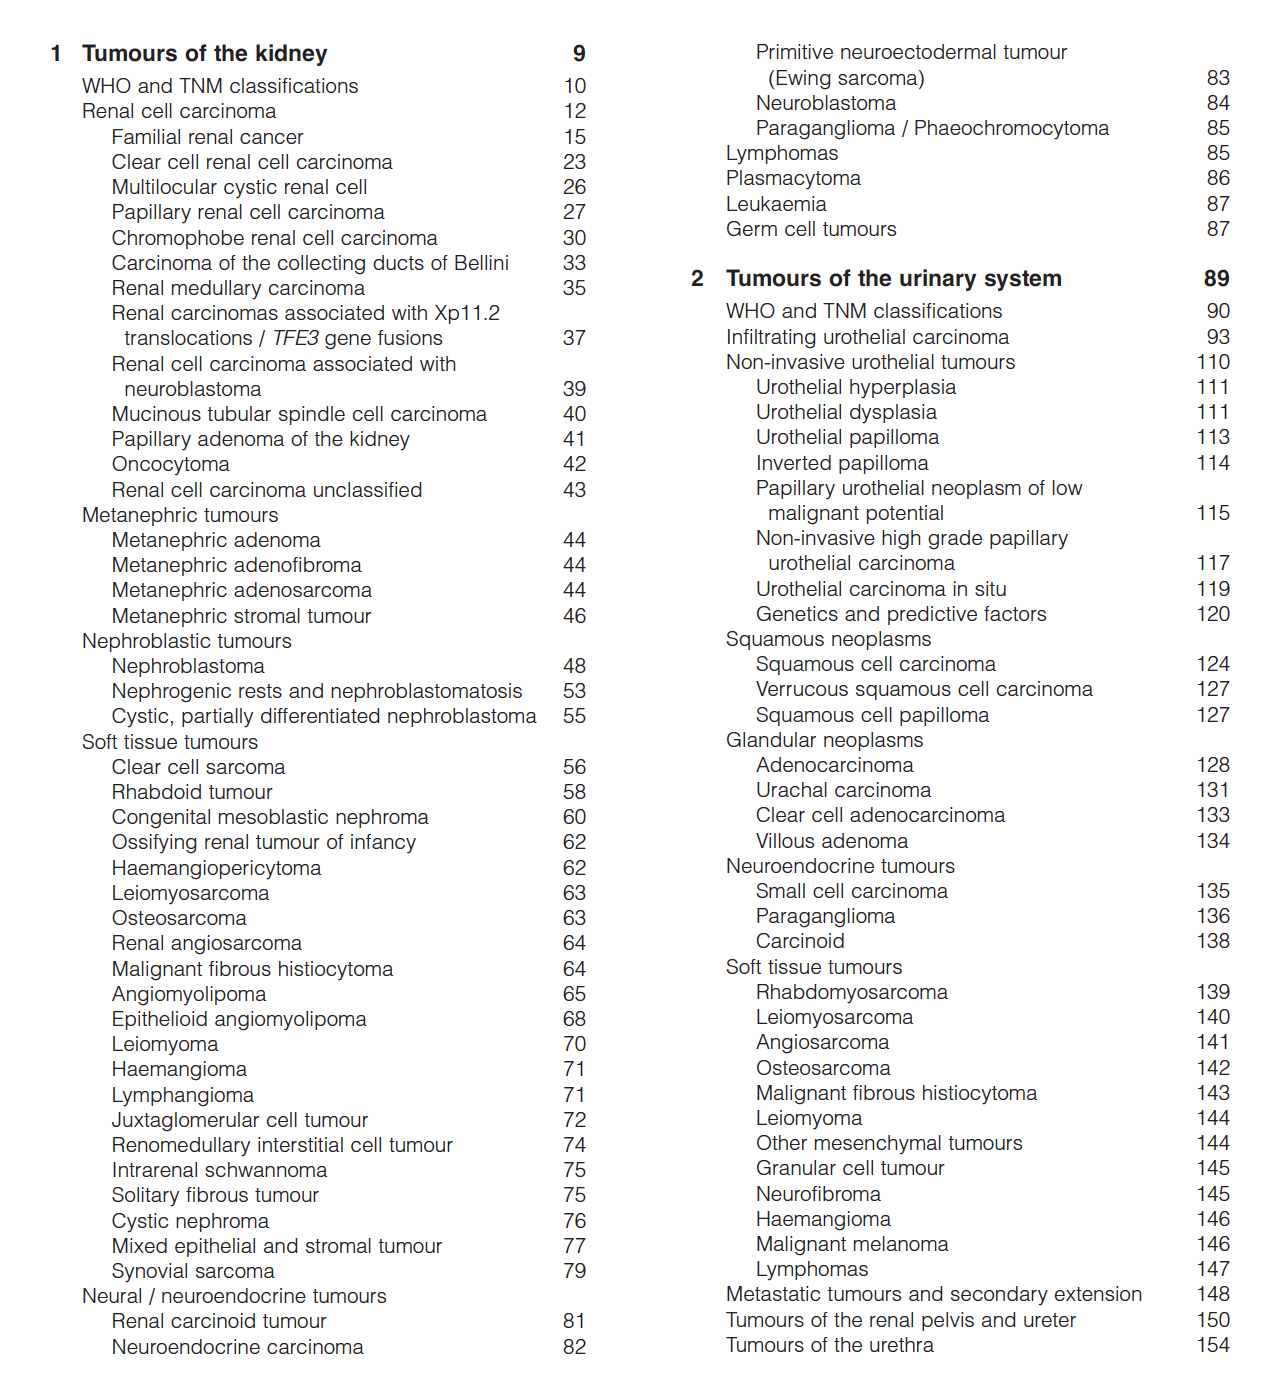 1 Tumours of the kidney 9
WHO and TNM classifications 10
Renal cell carcinoma 12
Familial renal cancer 15
Clear cell renal cell carcinoma 23
Multilocular cystic renal cell 26
Papillary renal cell carcinoma 27
Chromophobe renal cell carcinoma 30
Carcinoma of the collecting ducts of Bellini 33
Renal medullary carcinoma 35
Renal carcinomas associated with Xp11.2
translocations / TFE3 gene fusions 37
Renal cell carcinoma associated with
neuroblastoma 39
Mucinous tubular spindle cell carcinoma 40
Papillary adenoma of the kidney 41
Oncocytoma 42
Renal cell carcinoma unclassified 43
Metanephric tumours
Metanephric adenoma 44
Metanephric adenofibroma 44
Metanephric adenosarcoma 44
Metanephric stromal tumour 46
Nephroblastic tumours
Nephroblastoma 48
Nephrogenic rests and nephroblastomatosis 53
Cystic, partially differentiated nephroblastoma 55
Soft tissue tumours
Clear cell sarcoma 56
Rhabdoid tumour 58
Congenital mesoblastic nephroma 60
Ossifying renal tumour of infancy 62
Haemangiopericytoma 62
Leiomyosarcoma 63
Osteosarcoma 63
Renal angiosarcoma 64
Malignant fibrous histiocytoma 64
Angiomyolipoma 65
Epithelioid angiomyolipoma 68
Leiomyoma 70
Haemangioma 71
Lymphangioma 71
Juxtaglomerular cell tumour 72
Renomedullary interstitial cell tumour 74
Intrarenal schwannoma 75
Solitary fibrous tumour 75
Cystic nephroma 76
Mixed epithelial and stromal tumour 77
Synovial sarcoma 79
Neural / neuroendocrine tumours
Renal carcinoid tumour 81
Neuroendocrine carcinoma 82
Primitive neuroectodermal tumour
(Ewing sarcoma) 83
Neuroblastoma 84
Paraganglioma / Phaeochromocytoma 85
Lymphomas 85
Plasmacytoma 86
Leukaemia 87
Germ cell tumours 87
2 Tumours of the urinary system 89
WHO and TNM classifications 90
Infiltrating urothelial carcinoma 93
Non-invasive urothelial tumours 110
Urothelial hyperplasia 111
Urothelial dysplasia 111
Urothelial papilloma 113
Inverted papilloma 114
Papillary urothelial neoplasm of low
malignant potential 115
Non-invasive high grade papillary
urothelial carcinoma 117
Urothelial carcinoma in situ 119
Genetics and predictive factors 120
Squamous neoplasms
Squamous cell carcinoma 124
Verrucous squamous cell carcinoma 127
Squamous cell papilloma 127
Glandular neoplasms
Adenocarcinoma 128
Urachal carcinoma 131
Clear cell adenocarcinoma 133
Villous adenoma 134
Neuroendocrine tumours
Small cell carcinoma 135
Paraganglioma 136
Carcinoid 138
Soft tissue tumours
Rhabdomyosarcoma 139
Leiomyosarcoma 140
Angiosarcoma 141
Osteosarcoma 142
Malignant fibrous histiocytoma 143
Leiomyoma 144
Other mesenchymal tumours 144
Granular cell tumour 145
Neurofibroma 145
Haemangioma 146
Malignant melanoma 146
Lymphomas 147
Metastatic tumours and secondary extension 148
Tumours of the renal pelvis and ureter 150
Tumours of the urethra 154